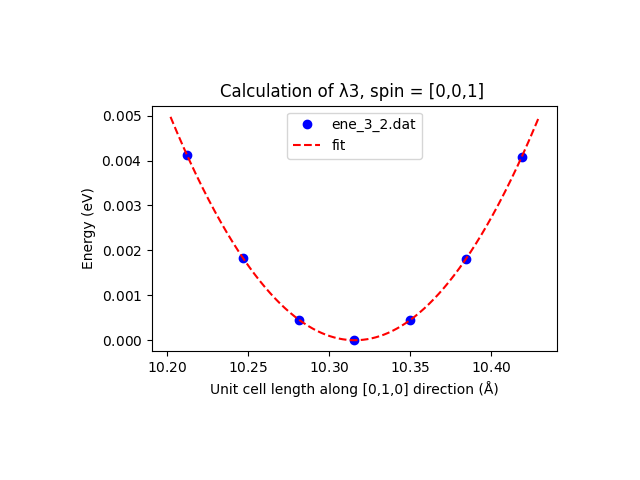 Calculation of λ3, spin = [0,0,1]
ene_3_2.dat
fit
Energy (eV)
0.005
0.004
0.003
0.002
0.001
0.000
10.20 10.25 10.30 10.35 10.40
Unit cell length along [0,1,0] direction (Å)